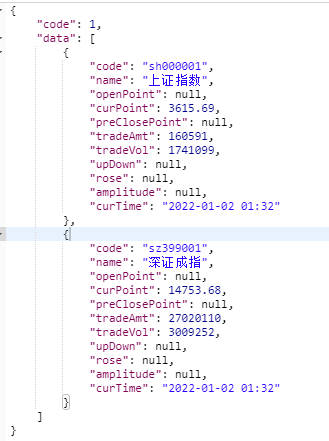 {
"code": 1,
"data": [
{
"code": "sh000001",
"name": "上证指数",
"openPoint": null,
"curPoint": 3615.69,
"preClosePoint": null,
"tradeAmt": 160591,
"tradeVol": 1741099,
"upDown": null,
"rose": null,
"amplitude": null,
"curTime": "2022-01-02 01:32"
},
{
"code": "sz399001",
"name": "深证成指",
"openPoint": null,
"curPoint": 14753.68,
"preClosePoint": null,
"tradeAmt": 27020110,
"tradeVol": 3009252,
"upDown": null,
"rose": null,
"amplitude": null,
"curTime": "2022-01-02 01:32"
}
]
}